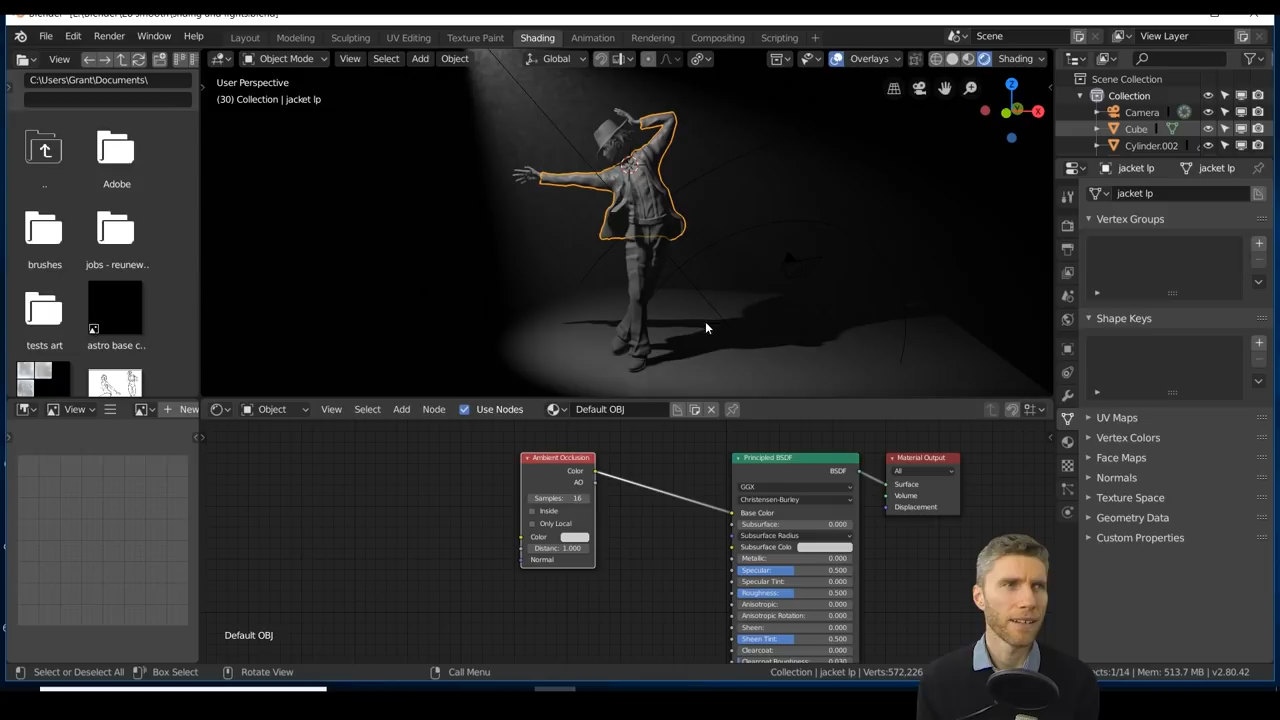 File Edit Render Window Help
Layout Modeling Sculpting UV Editing Texture Paint Shading Animation Rendering Compositing Scripting
Scene
View Layer
View
Object Mode View Select Add Object
Global
Overlays
Shading
C:\Users\Grant\Documents\
..
Adobe
brushes
jobs - reunew..
tests art
astro base c..
User Perspective
(30) Collection | jacket lp
Scene Collection
Collection
Camera
Cube
Cylinder.002
jacket lp
jacket lp
jacket lp
Vertex Groups
Shape Keys
UV Maps
Vertex Colors
Face Maps
Normals
Texture Space
Geometry Data
Custom Properties
View
New
Object View Select Add Node Use Nodes
Default OBJ
Ambient Occlusion
Color
AO
Samples: 16
Inside
Only Local
Color
Distanc: 1.000
Normal
Principled BSDF
BSDF
GGX
Christensen-Burley
Base Color
Subsurface: 0.000
Subsurface Radius
Subsurface Colo
Metallic: 0.000
Specular: 0.500
Specular Tint: 0.000
Roughness: 0.500
Anisotropic: 0.000
Anisotropic Rotation: 0.000
Sheen: 0.000
Sheen Tint: 0.500
Clearcoat: 0.000
Clearcoat Roughness: 0.030
Material Output
All
Surface
Volume
Displacement
Default OBJ
Select or Deselect All
Box Select
Rotate View
Call Menu
Collection | jacket lp | Verts:572,226
ects:1/14 | Mem: 513.7 MB | v2.80.42